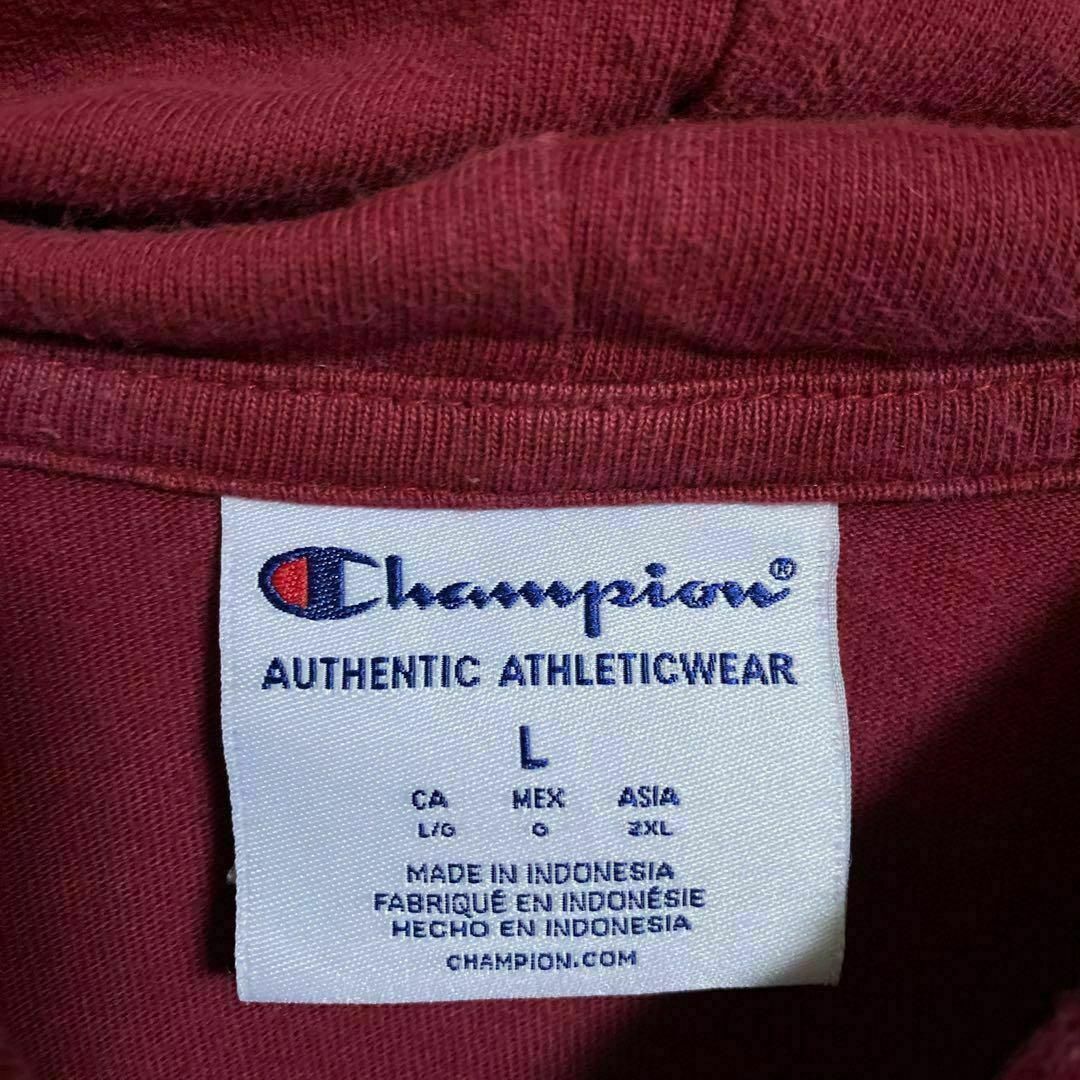 Champion®
AUTHENTIC ATHLETICWEAR
L
CA MEX ASIA
L/G G 2XL
MADE IN INDONESIA
FABRIQUÉ EN INDONÉSIE
HECHO EN INDONESIA
CHAMPION.COM